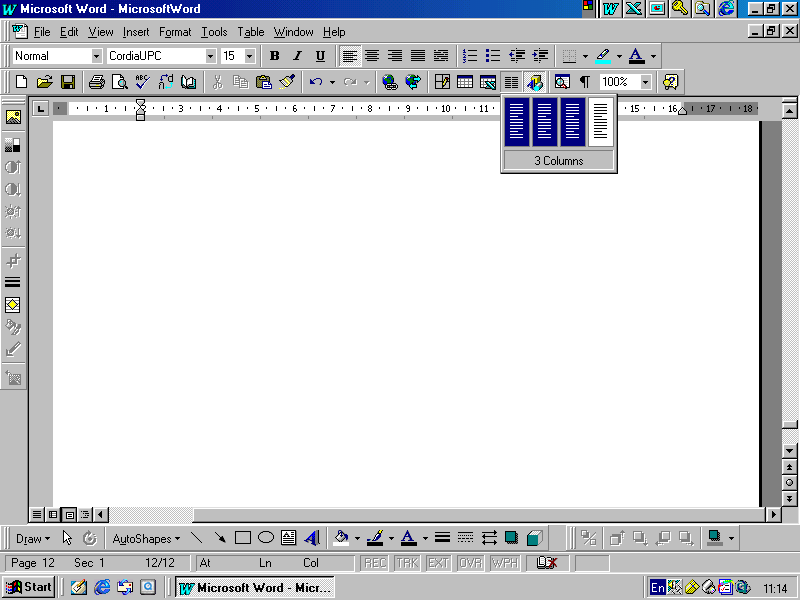 Microsoft Word - MicrosoftWord
File Edit View Insert Format Tools Table Window Help
Normal CordiaUPC 15 B I U A
ABC 100%
1 1 2 3 4 5 6 7 8 9 10 11 15 16 17 18
3 Columns
Draw AutoShapes A A
Page 12 Sec 1 12/12 At Ln Col REC TRK EXT OVR WPH
Start Microsoft Word - Micr... En 11:14